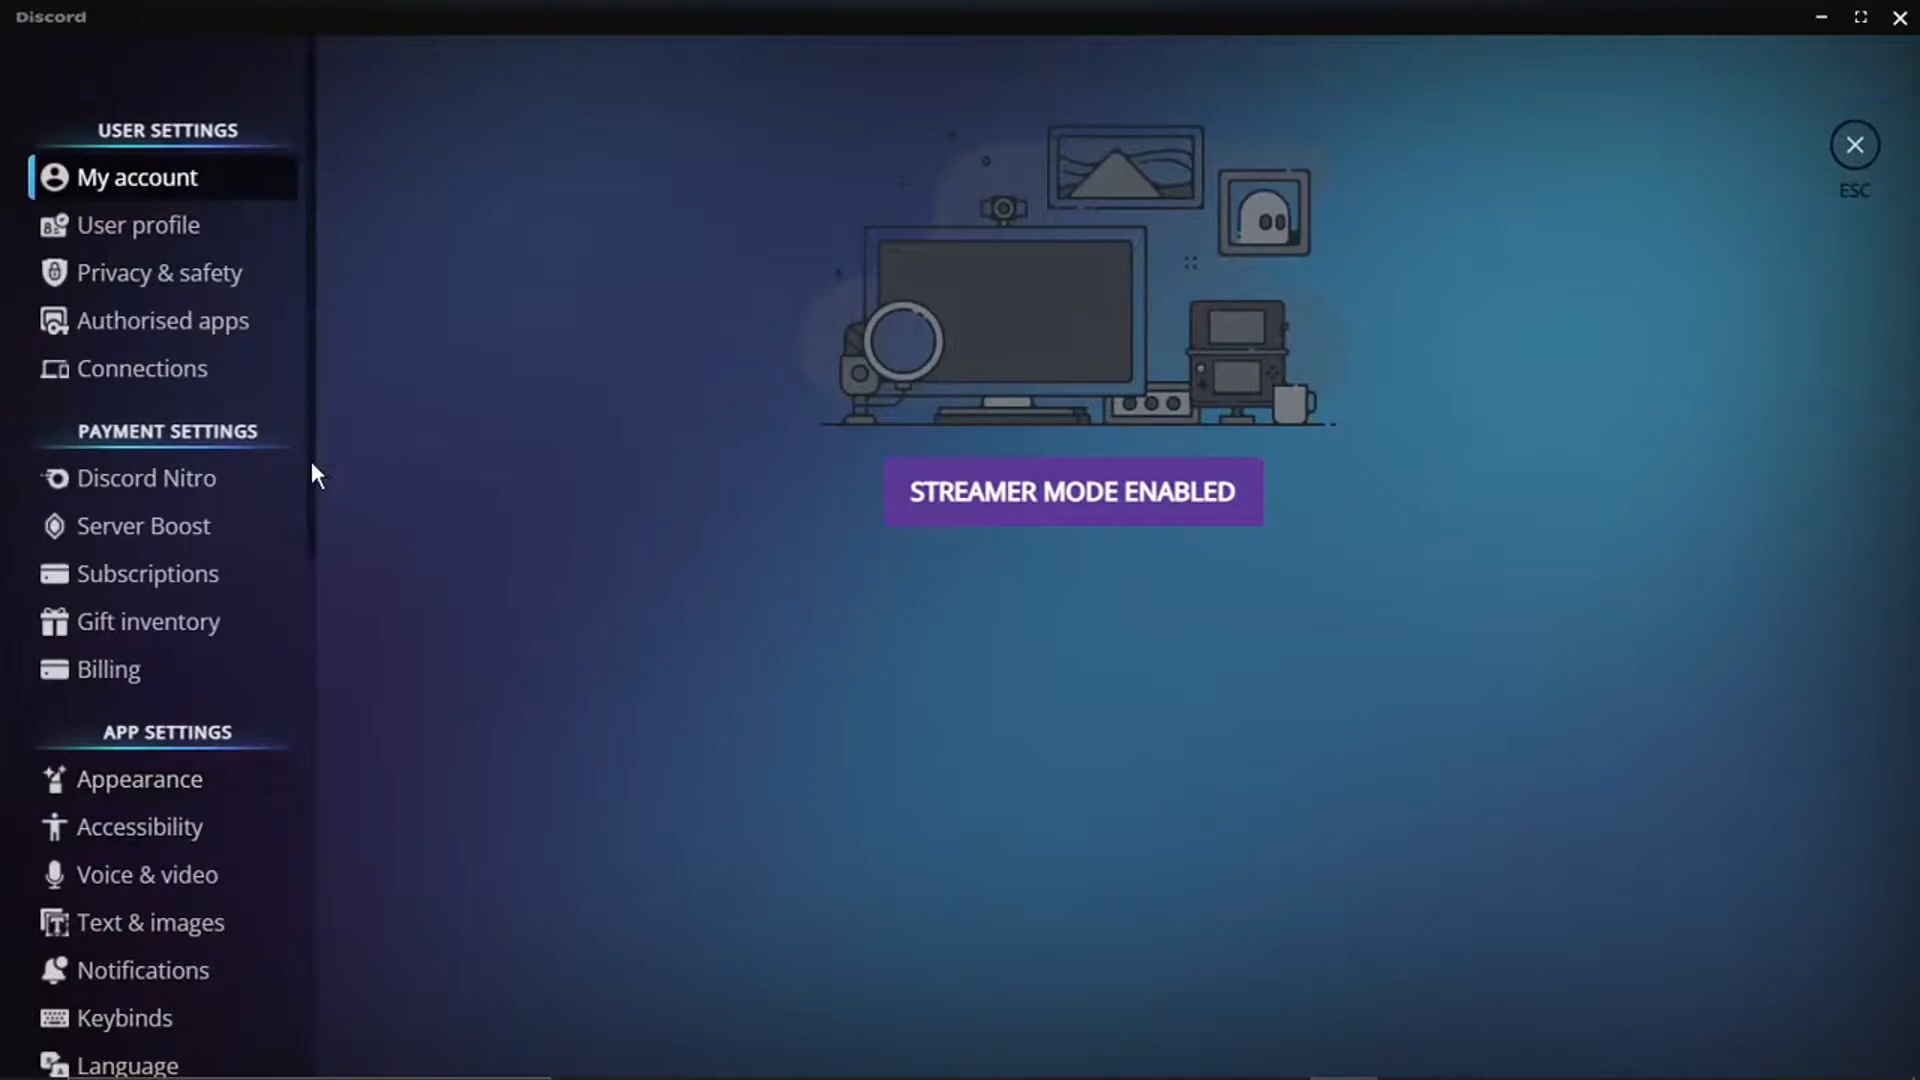 Discord
USER SETTINGS
My account
User profile
Privacy & safety
Authorised apps
Connections
PAYMENT SETTINGS
Discord Nitro
Server Boost
Subscriptions
Gift inventory
Billing
APP SETTINGS
Appearance
Accessibility
Voice & video
Text & images
Notifications
Keybinds
Language
ESC
STREAMER MODE ENABLED